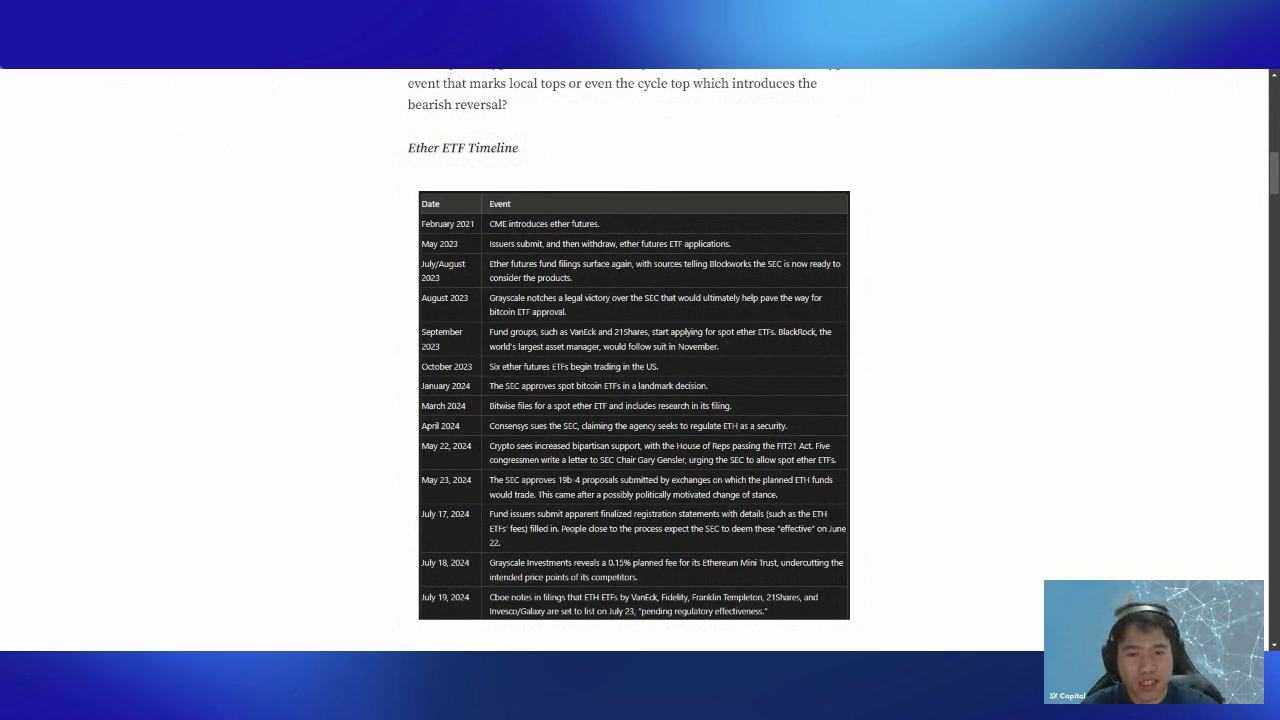 event that marks local tops or even the cycle top which introduces the
bearish reversal?
Ether ETF Timeline
Date Event
February 2021 CME introduces ether futures.
May 2023 Issuers submit, and then withdraw, ether futures ETF applications.
July/August Ether futures fund filings surface again, with sources telling Blockworks the SEC is now ready to
2023 consider the products.
August 2023 Grayscale notches a legal victory over the SEC that would ultimately help pave the way for
bitcoin ETF approval.
September Fund groups, such as VanEck and 21Shares, start applying for spot ether ETFs. BlackRock, the
2023 world's largest asset manager, would follow suit in November.
October 2023 Six ether futures ETFs begin trading in the US.
January 2024 The SEC approves spot bitcoin ETFs in a landmark decision.
March 2024 Bitwise files for a spot ether ETF and includes research in its filing.
April 2024 Consensys sues the SEC, claiming the agency seeks to regulate ETH as a security.
May 22, 2024 Crypto sees increased bipartisan support, with the House of Reps passing the FIT21 Act. Five
congressmen write a letter to SEC Chair Gary Gensler, urging the SEC to allow spot ether ETFs.
May 23, 2024 The SEC approves 19b-4 proposals submitted by exchanges on which the planned ETH funds
would trade. This came after a possibly politically motivated change of stance.
July 17, 2024 Fund issuers submit apparent finalized registration statements with details (such as the ETH
ETFs' fees) filled in. People close to the process expect the SEC to deem these "effective" on June
22.
July 18, 2024 Grayscale Investments reveals a 0.15% planned fee for its Ethereum Mini Trust, undercutting the
intended price points of its competitors.
July 19, 2024 Cboe notes in filings that ETH ETFs by VanEck, Fidelity, Franklin Templeton, 21Shares, and
Invesco/Galaxy are set to list on July 23, "pending regulatory effectiveness."
3X Capital